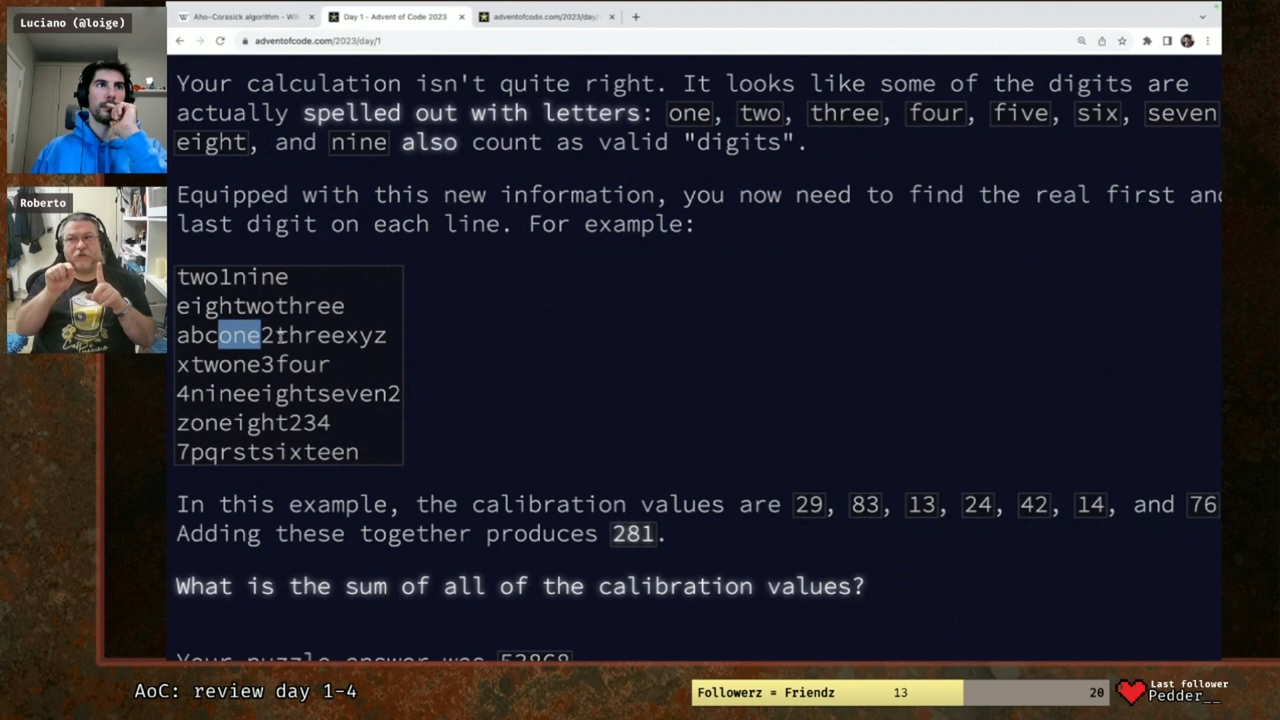 Luciano (@loige)
Roberto
Aho–Corasick algorithm - Wi
Day 1 - Advent of Code 2023
adventofcode.com/2023/day/
adventofcode.com/2023/day/1
Your calculation isn't quite right. It looks like some of the digits are
actually spelled out with letters: one, two, three, four, five, six, seven
eight, and nine also count as valid "digits".
Equipped with this new information, you now need to find the real first and
last digit on each line. For example:
two1nine
eightwothree
abcone2threexyz
xtwone3four
4nineeightseven2
zoneight234
7pqrstsixteen
In this example, the calibration values are 29, 83, 13, 24, 42, 14, and 76
Adding these together produces 281.
What is the sum of all of the calibration values?
Your puzzle answer was
AoC: review day 1-4
Followerz = Friendz 13 20
Last follower
Pedder__